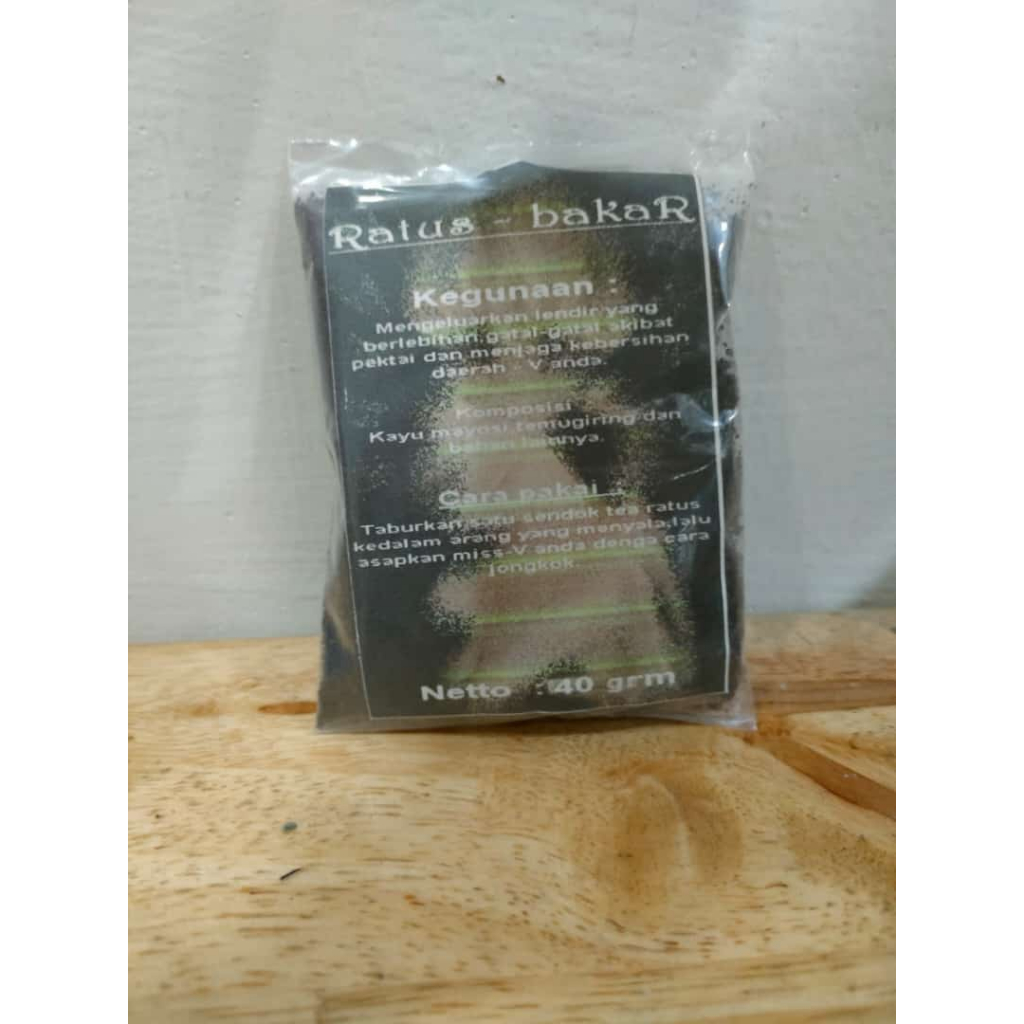 Ratus - bakaR
Kegunaan :
Mengeluarkan lendir yang
berlebihan,gatal-gatal akibat
pektai dan menjaga kebersihan
daerah - V anda.
Komposisi
Kayu mayosi,temugiring dan
bahan lainnya.
Cara pakai :
Taburkan satu sendok tea ratus
kedalam arang yang menyala,lalu
asapkan miss-V anda denga cara
jongkok.
Netto : 40 grm